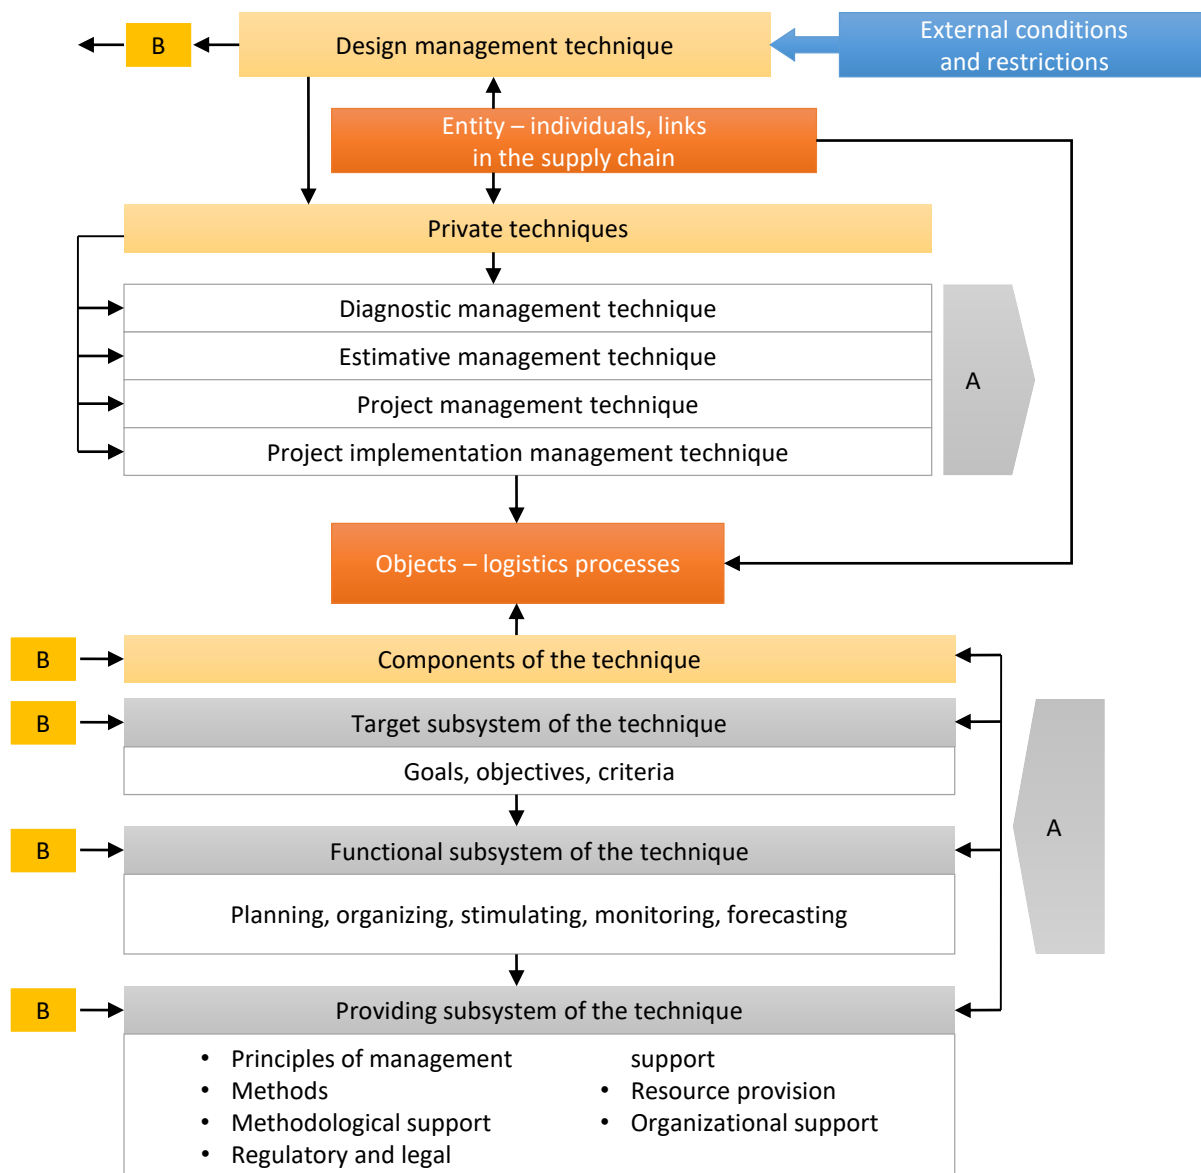 B
Design management technique
External conditions
and restrictions
Entity – individuals, links
in the supply chain
Private techniques
Diagnostic management technique
Estimative management technique
Project management technique
Project implementation management technique
A
Objects – logistics processes
B
Components of the technique
B
Target subsystem of the technique
Goals, objectives, criteria
B
Functional subsystem of the technique
A
Planning, organizing, stimulating, monitoring, forecasting
B
Providing subsystem of the technique
• Principles of management
• Methods
• Methodological support
• Regulatory and legal
support
• Resource provision
• Organizational support